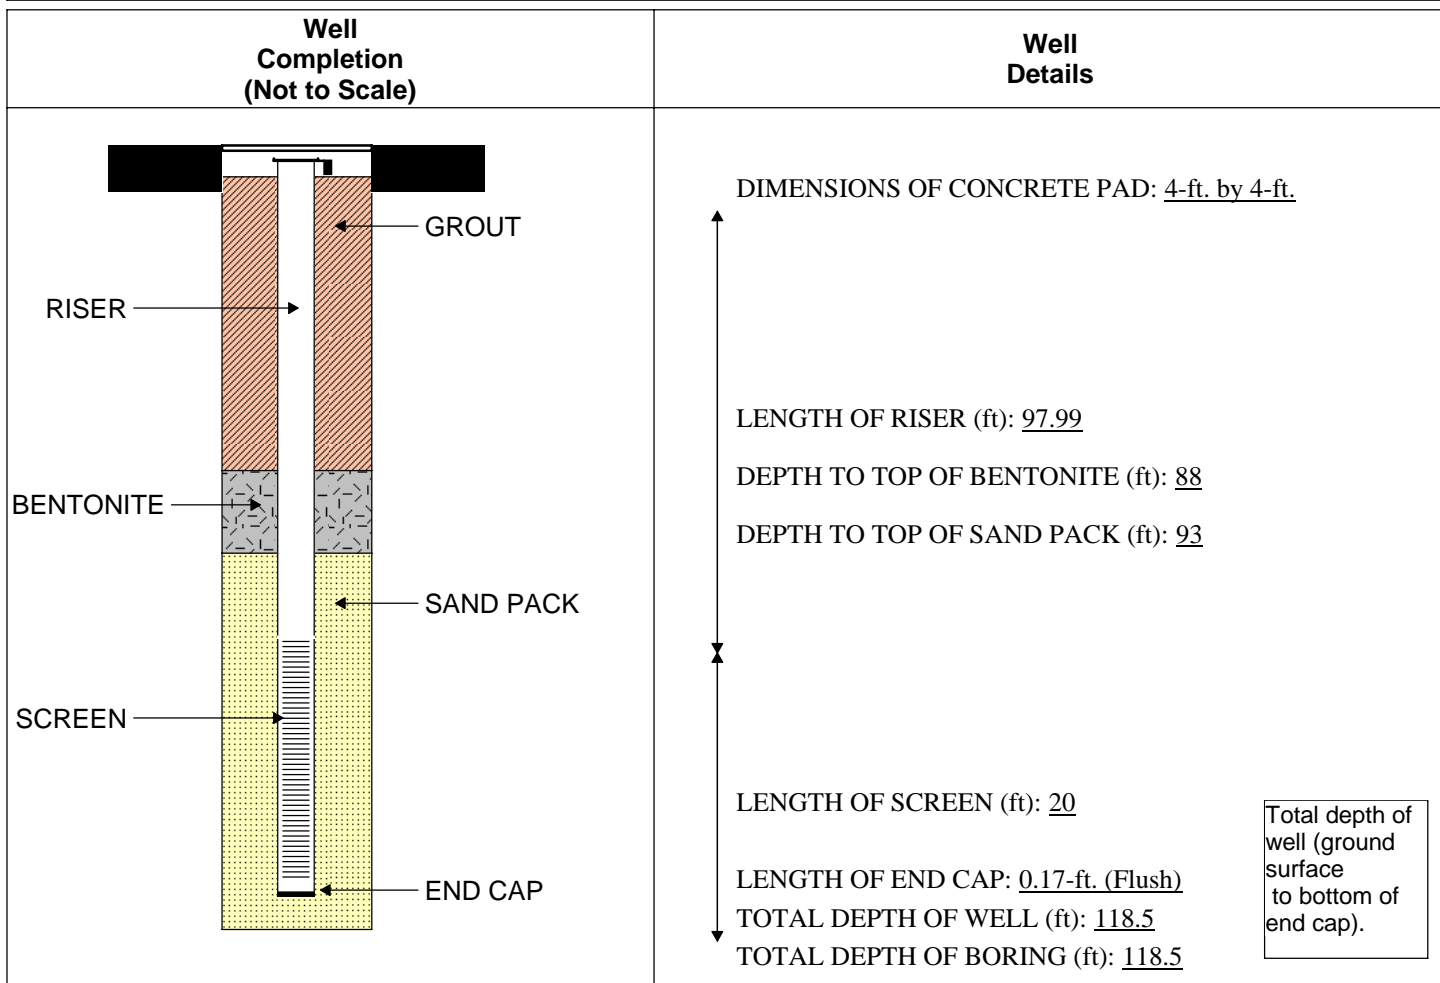 Well
Completion
(Not to Scale)
Well
Details
GROUT
RISER
BENTONITE
SAND PACK
SCREEN
END CAP
DIMENSIONS OF CONCRETE PAD: 4-ft. by 4-ft.
LENGTH OF RISER (ft): 97.99
DEPTH TO TOP OF BENTONITE (ft): 88
DEPTH TO TOP OF SAND PACK (ft): 93
LENGTH OF SCREEN (ft): 20
LENGTH OF END CAP: 0.17-ft. (Flush)
TOTAL DEPTH OF WELL (ft): 118.5
TOTAL DEPTH OF BORING (ft): 118.5
Total depth of
well (ground
surface
to bottom of
end cap).